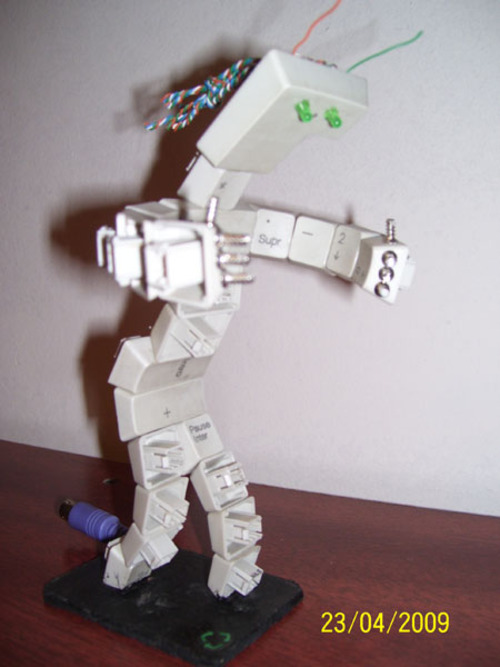 Supr
-
2
↓
+
Pause
Inter
23/04/2009